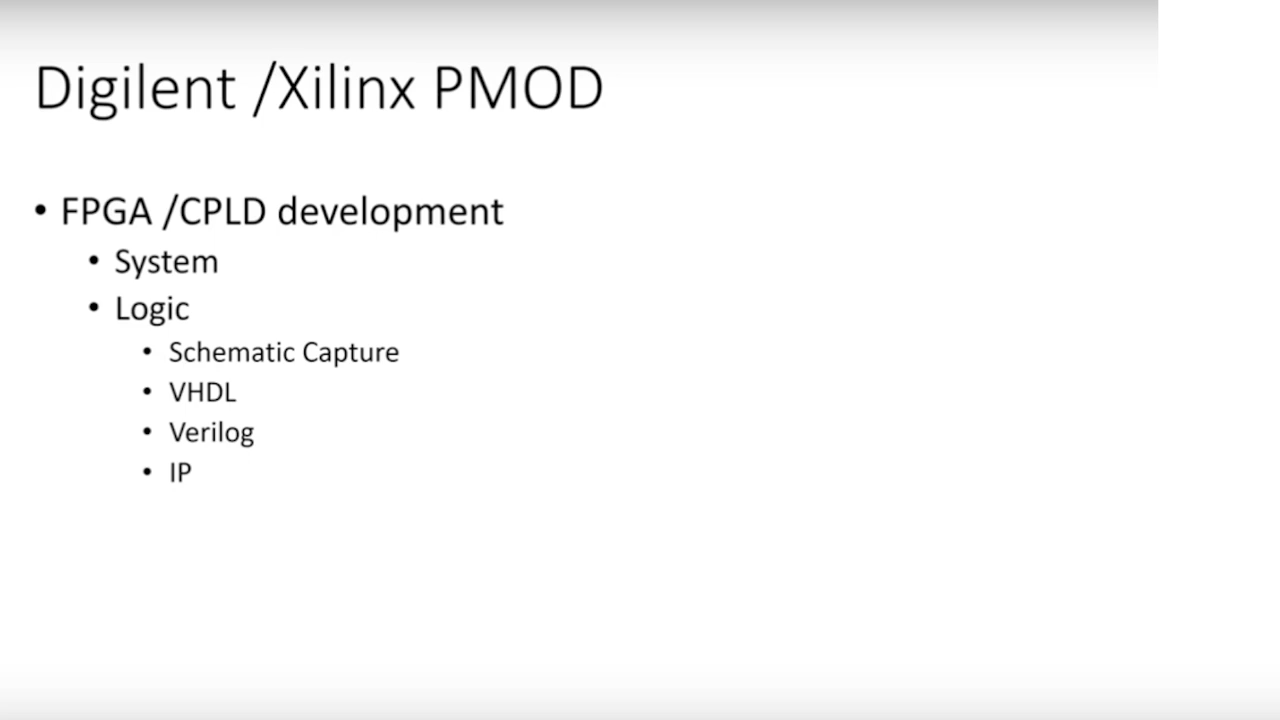 Digilent /Xilinx PMOD
• FPGA /CPLD development
• System
• Logic
• Schematic Capture
• VHDL
• Verilog
• IP